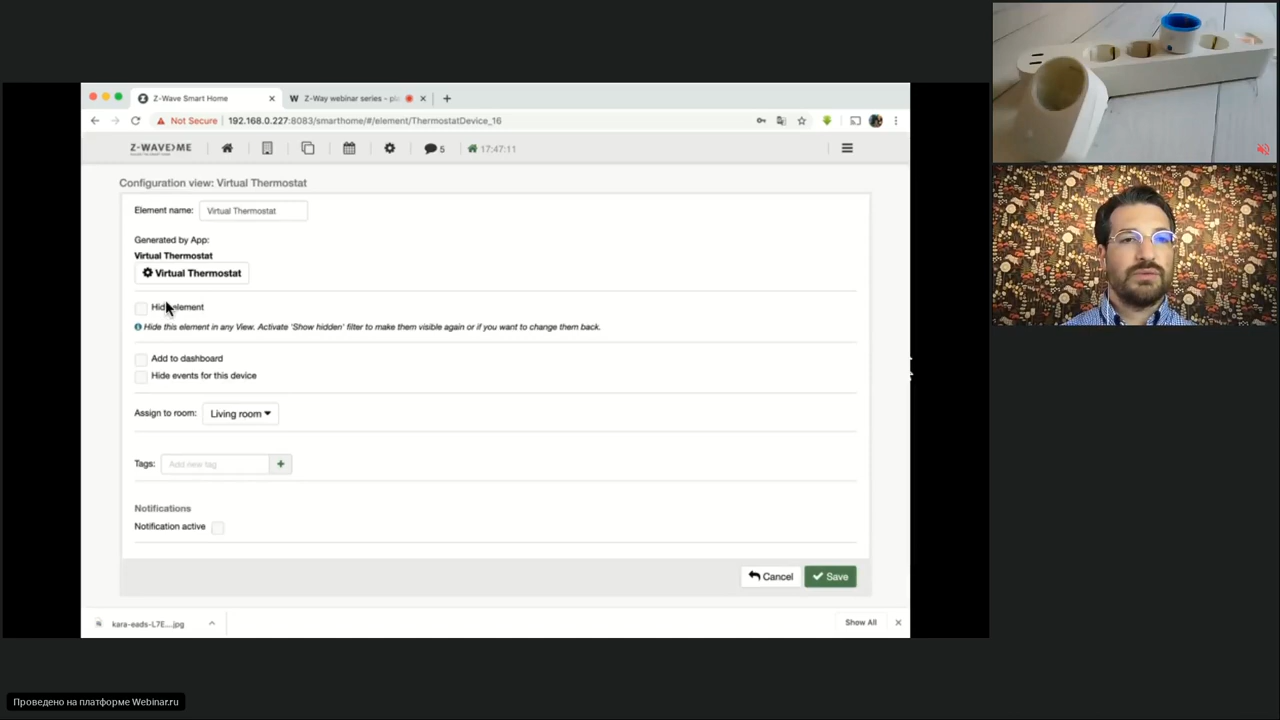 Z-Wave Smart Home
Z-Way webinar series - pl
Not Secure
192.168.0.227:8083/smarthome/#/element/ThermostatDevice_16
Z-WAVE>ME
5
17:47:11
Configuration view: Virtual Thermostat
Element name: Virtual Thermostat
Generated by App:
Virtual Thermostat
Virtual Thermostat
Hide element
Hide this element in any View. Activate 'Show hidden' filter to make them visible again or if you want to change them back.
Add to dashboard
Hide events for this device
Assign to room: Living room
Tags: Add new tag
Notifications
Notification active
Cancel
Save
kara-eads-L7E....jpg
Show All
Проведено на платформе Webinar.ru